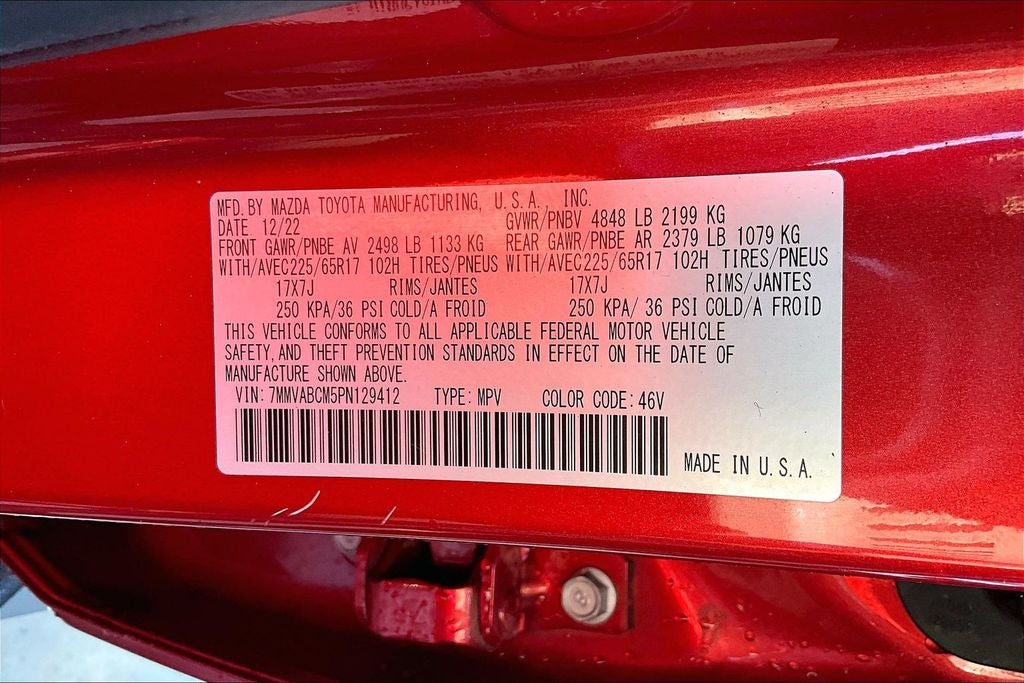 MFD. BY MAZDA TOYOTA MANUFACTURING, U.S.A., INC.
DATE 12/22 GVWR/PNBV 4848 LB 2199 KG
FRONT GAWR/PNBE AV 2498 LB 1133 KG REAR GAWR/PNBE AR 2379 LB 1079 KG
WITH/AVEC225/65R17 102H TIRES/PNEUS WITH/AVEC225/65R17 102H TIRES/PNEUS
17X7J RIMS/JANTES 17X7J RIMS/JANTES
250 KPA/36 PSI COLD/A FROID 250 KPA/ 36 PSI COLD/A FROID
THIS VEHICLE CONFORMS TO ALL APPLICABLE FEDERAL MOTOR VEHICLE
SAFETY, AND THEFT PREVENTION STANDARDS IN EFFECT ON THE DATE OF
MANUFACTURE SHOWN ABOVE.
VIN: 7MMVABCM5PN129412 TYPE: MPV COLOR CODE: 46V
MADE IN U.S.A.